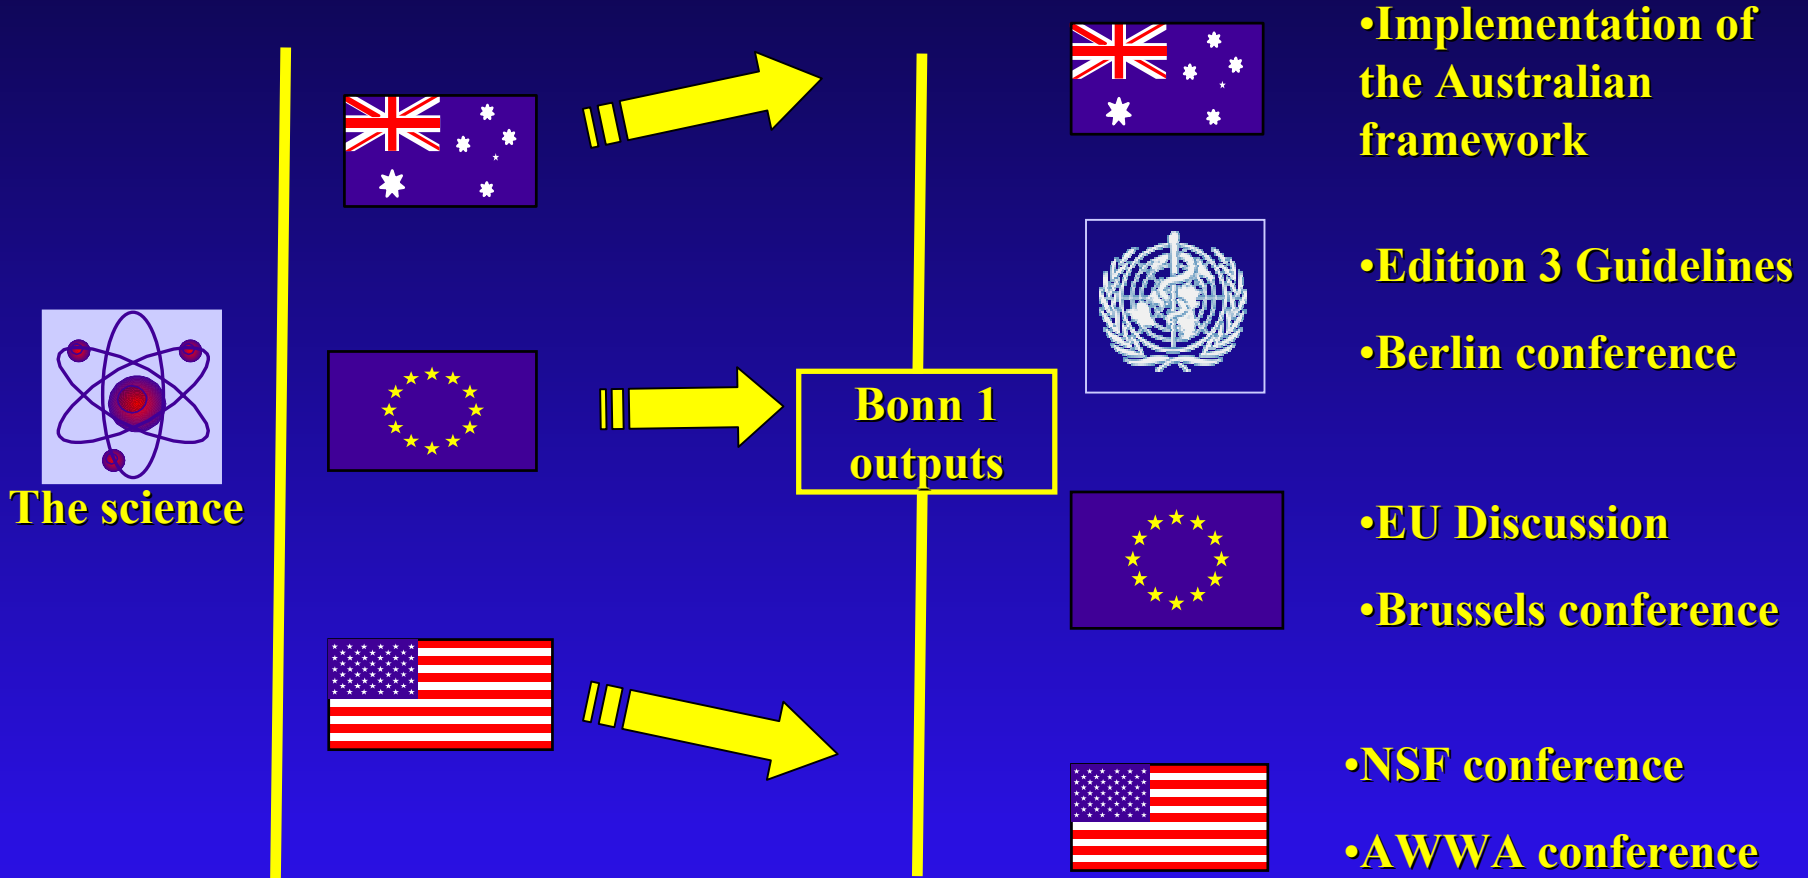 The science
Bonn 1
outputs
•Implementation of
the Australian
framework
•Edition 3 Guidelines
•Berlin conference
•EU Discussion
•Brussels conference
•NSF conference
•AWWA conference